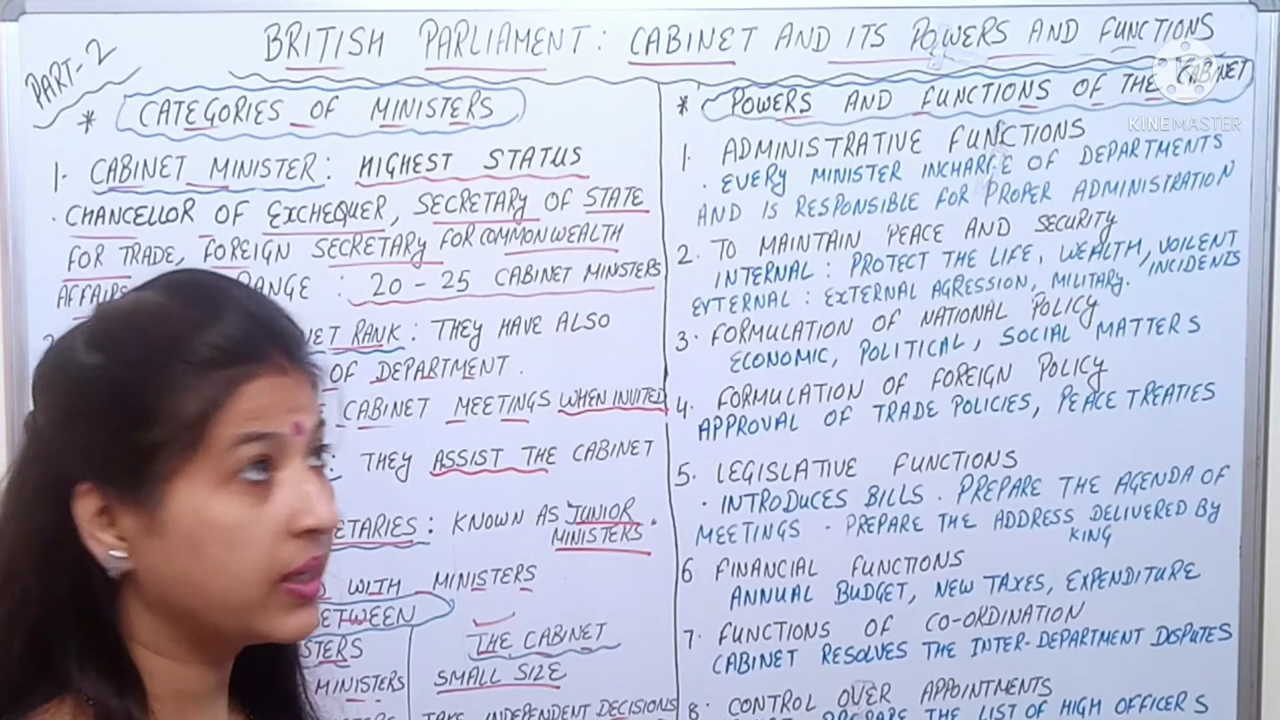 PART-2
BRITISH PARLIAMENT: CABINET AND ITS POWERS AND FUNCTIONS
* CATEGORIES OF MINISTERS
1. CABINET MINISTER: HIGHEST STATUS
. CHANCELLOR OF EXCHEQUER, SECRETARY OF STATE
FOR TRADE, FOREIGN SECRETARY FOR COMMONWEALTH
AFFAIRS : 20 - 25 CABINET MINSTERS
RANK: THEY HAVE ALSO
OF DEPARTMENT.
CABINET MEETINGS WHEN INVITED
: THEY ASSIST THE CABINET
: KNOWN AS JUNIOR
MINISTERS.
WITH MINISTERS
THE CABINET
MINISTERS SMALL SIZE
TAKE INDEPENDENT DECISIONS
* POWERS AND FUNCTIONS OF THE CABINET
KINEMASTER
1. ADMINISTRATIVE FUNCTIONS
. EVERY MINISTER INCHARGE OF DEPARTMENTS
AND IS RESPONSIBLE FOR PROPER ADMINISTRATION
2. TO MAINTAIN PEACE AND SECURITY
INTERNAL: PROTECT THE LIFE, WEALTH, VOILENT
INCIDENTS
EXTERNAL: EXTERNAL AGRESSION, MILITARY.
3. FORMULATION OF NATIONAL POLICY
ECONOMIC, POLITICAL, SOCIAL MATTERS
4. FORMULATION OF FOREIGN POLICY
APPROVAL OF TRADE POLICIES, PEACE TREATIES
5. LEGISLATIVE FUNCTIONS
. INTRODUCES BILLS. PREPARE THE AGENDA OF
MEETINGS . PREPARE THE ADDRESS DELIVERED BY
KING
6 FINANCIAL FUNCTIONS
ANNUAL BUDGET, NEW TAXES, EXPENDITURE
7. FUNCTIONS OF CO-ORDINATION
CABINET RESOLVES THE INTER-DEPARTMENT DISPUTES
8. CONTROL OVER APPOINTMENTS
PREPARE THE LIST OF HIGH OFFICERS